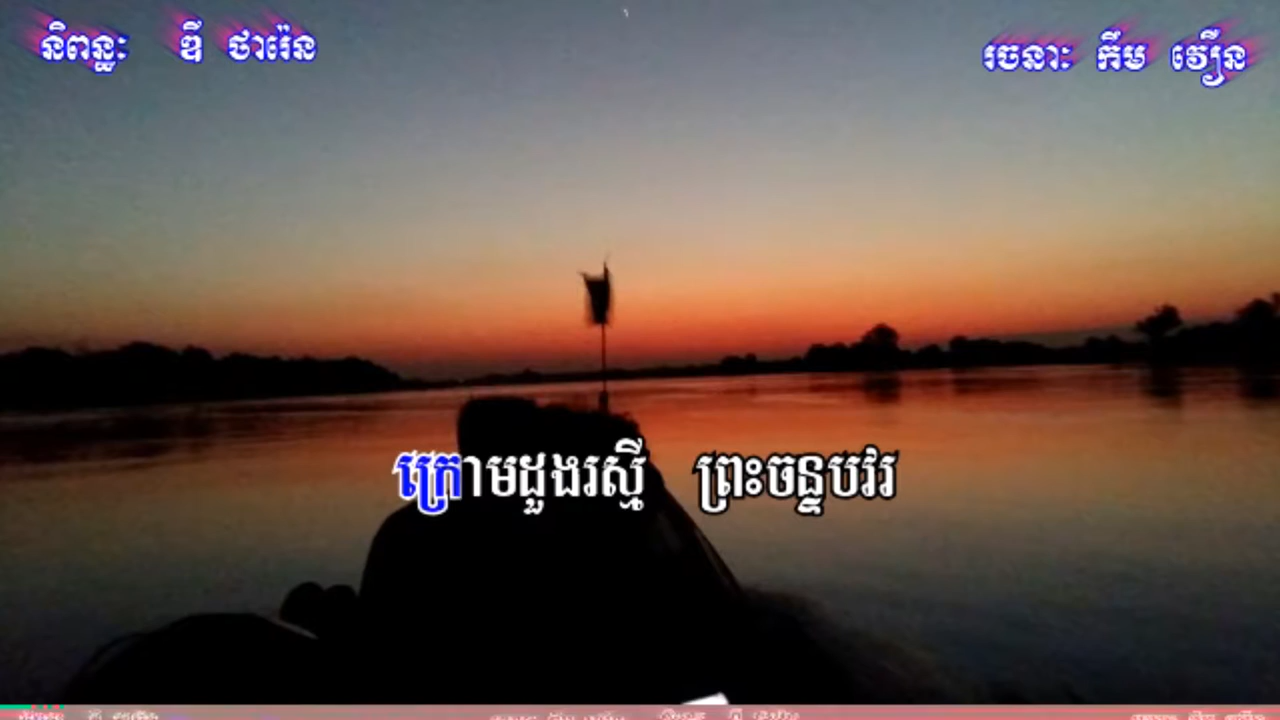 និពន្ធៈ ឌី ថារ៉េន
រចនាៈ កឹម វឿន
ក្រោមដួងរស្មី ព្រះចន្ទបវរ